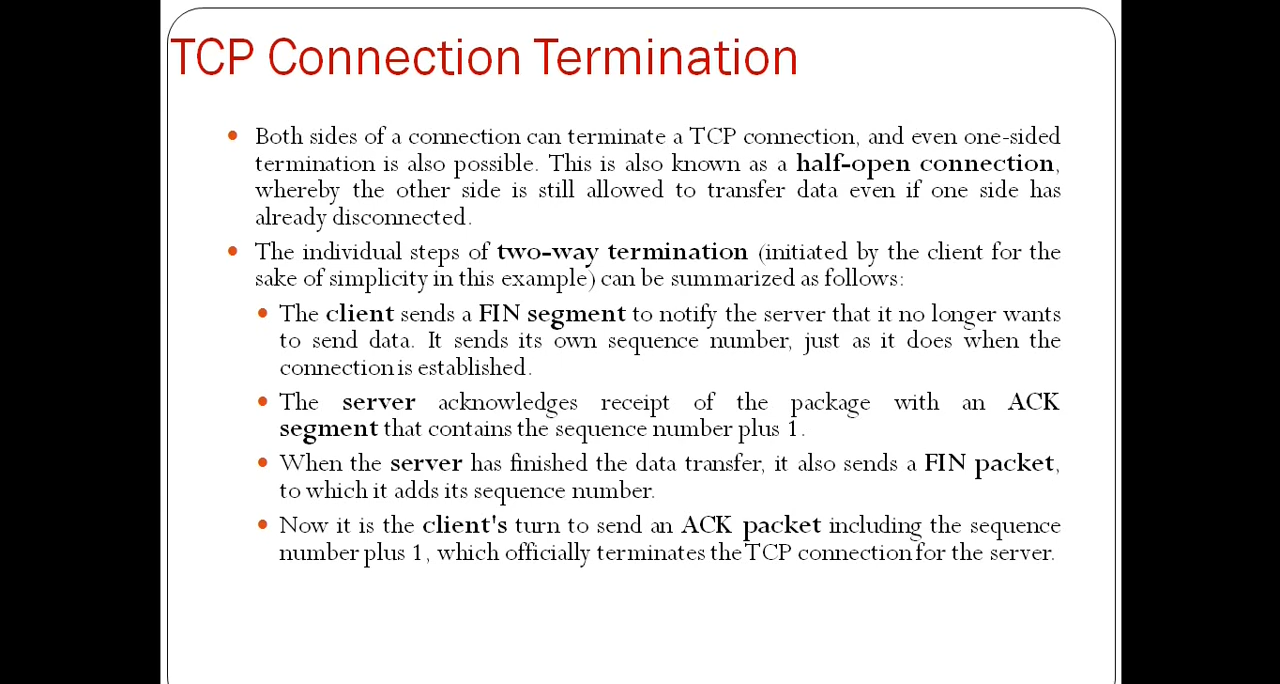 TCP Connection Termination
• Both sides of a connection can terminate a TCP connection, and even one-sided
termination is also possible. This is also known as a half-open connection,
whereby the other side is still allowed to transfer data even if one side has
already disconnected.
• The individual steps of two-way termination (initiated by the client for the
sake of simplicity in this example) can be summarized as follows:
• The client sends a FIN segment to notify the server that it no longer wants
to send data. It sends its own sequence number, just as it does when the
connection is established.
• The server acknowledges receipt of the package with an ACK
segment that contains the sequence number plus 1.
• When the server has finished the data transfer, it also sends a FIN packet,
to which it adds its sequence number.
• Now it is the client's turn to send an ACK packet including the sequence
number plus 1, which officially terminates the TCP connection for the server.